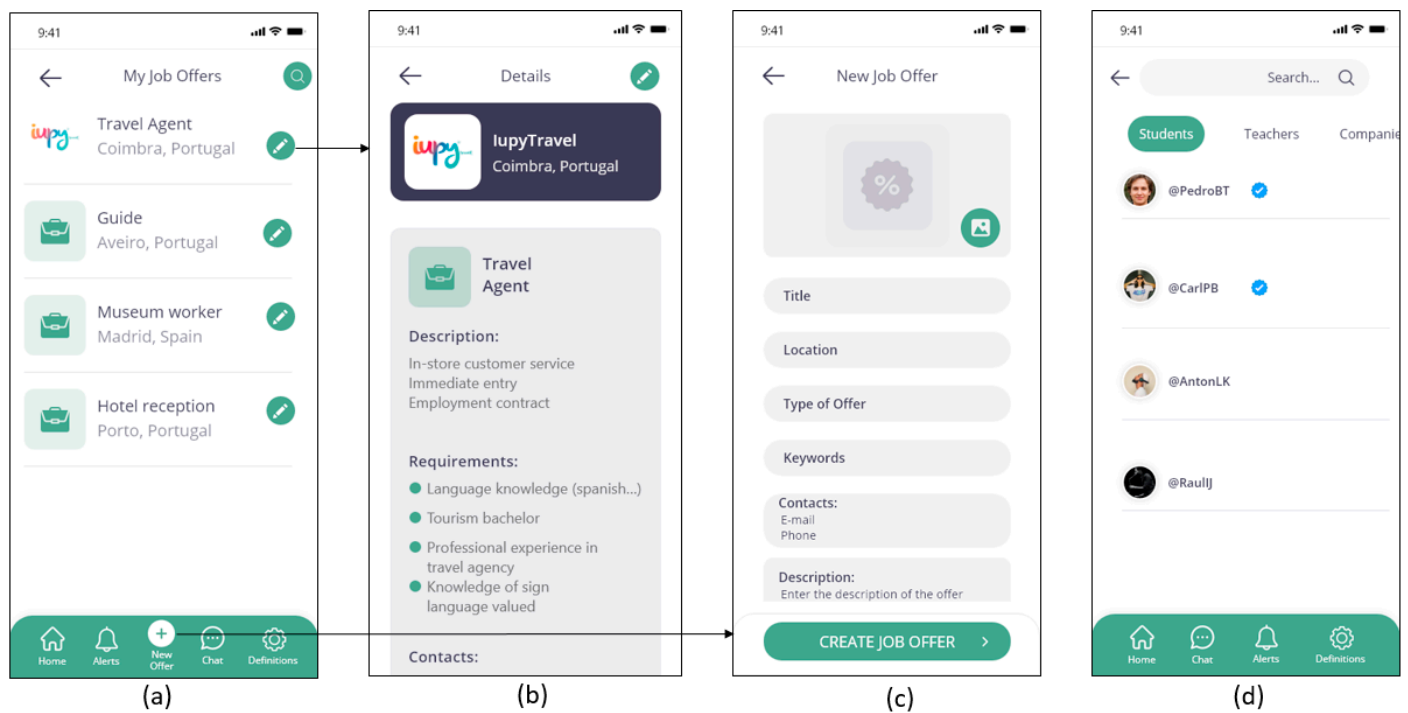 9:41
My Job Offers
iupy
Travel Agent
Coimbra, Portugal
Guide
Aveiro, Portugal
Museum worker
Madrid, Spain
Hotel reception
Porto, Portugal
Home
Alerts
New
Offer
Chat
Definitions
(a)
9:41
Details
iupy
IupyTravel
Coimbra, Portugal
Travel
Agent
Description:
In-store customer service
Immediate entry
Employment contract
Requirements:
Language knowledge (spanish...)
Tourism bachelor
Professional experience in
travel agency
Knowledge of sign
language valued
Contacts:
(b)
9:41
New Job Offer
%
Title
Location
Type of Offer
Keywords
Contacts:
E-mail
Phone
Description:
Enter the description of the offer
CREATE JOB OFFER >
(c)
9:41
Search...
Students Teachers Companie
@PedroBT
@CarlPB
@AntonLK
@RaulIJ
Home
Chat
Alerts
Definitions
(d)